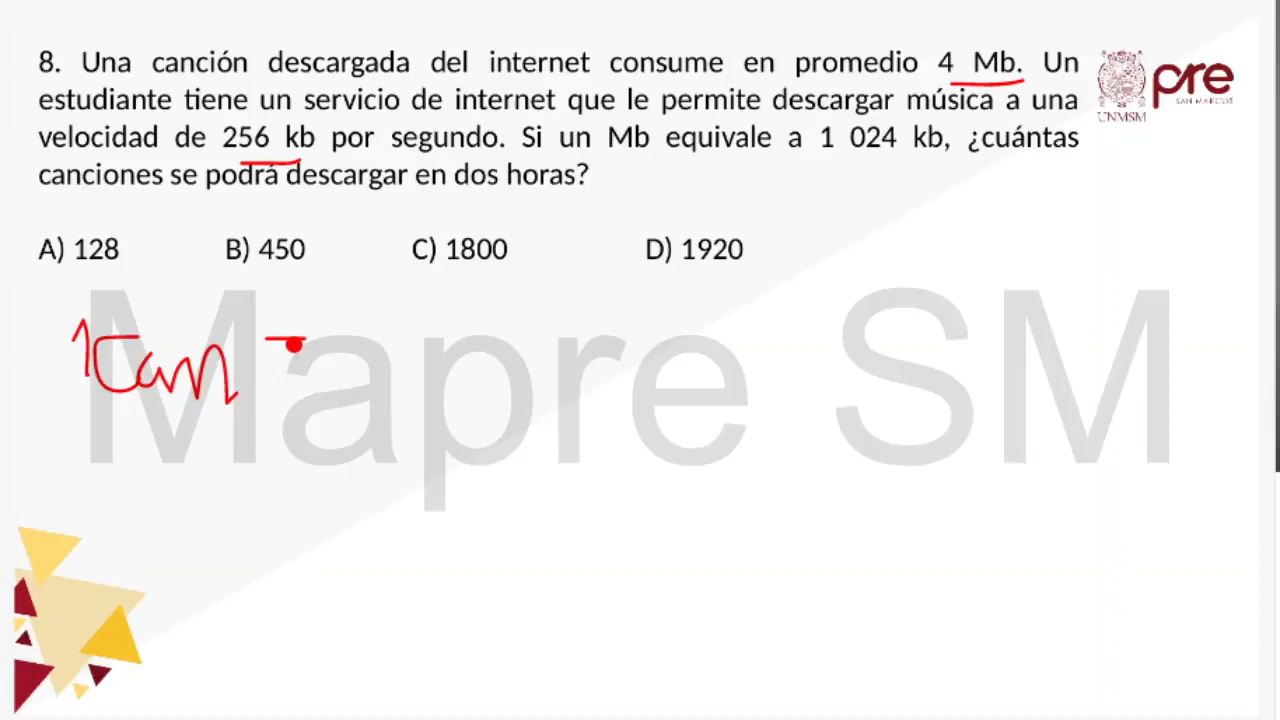 8. Una canción descargada del internet consume en promedio 4 Mb. Un
estudiante tiene un servicio de internet que le permite descargar música a una
velocidad de 256 kb por segundo. Si un Mb equivale a 1 024 kb, ¿cuántas
canciones se podrá descargar en dos horas?
A) 128 B) 450 C) 1800 D) 1920
pre
SAN MARCOS
UNMSM
Mapre SM
1can